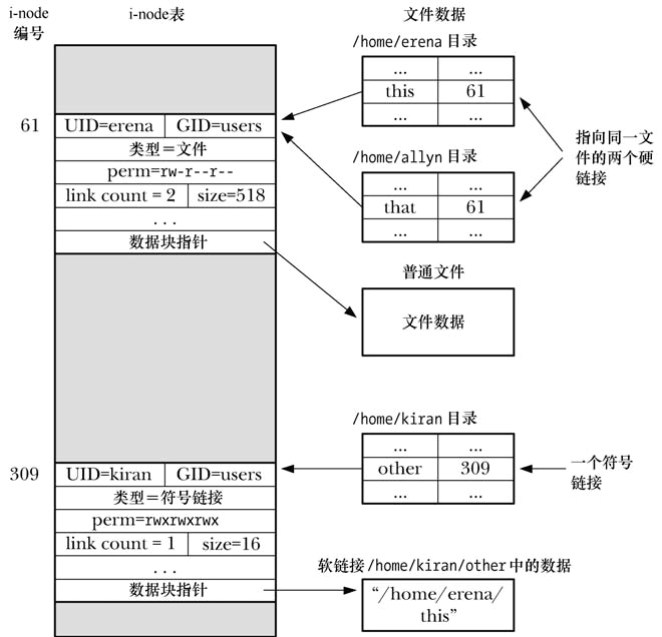 i-node
编号
i-node表
文件数据
/home/erena 目录
... ...
this 61
... ...
61
UID=erena GID=users
类型＝文件
perm=rw-r--r--
link count = 2 size=518
. . .
数据块指针
指向同一文
件的两个硬
链接
/home/allyn 目录
... ...
that 61
... ...
普通文件
文件数据
/home/kiran 目录
... ...
other 309
... ...
一个符号
链接
309
UID=kiran GID=users
类型＝符号链接
perm=rwxrwxrwx
link count = 1 size=16
. . .
数据块指针
软链接 /home/kiran/other 中的数据
“/home/erena/
this”